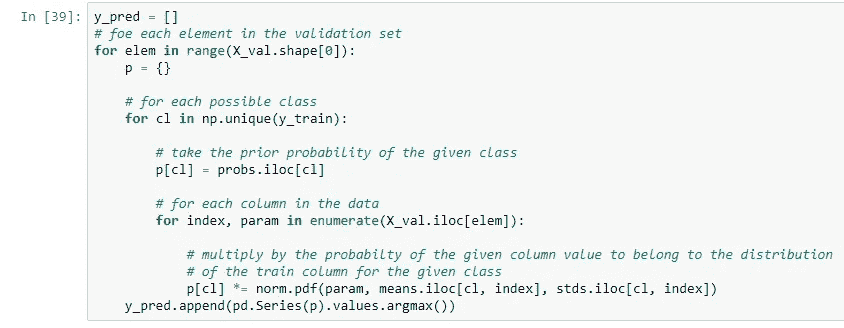 In [39]: y_pred = []
# foe each element in the validation set
for elem in range(X_val.shape[0]):
    p = {}

    # for each possible class
    for cl in np.unique(y_train):

        # take the prior probability of the given class
        p[cl] = probs.iloc[cl]

        # for each column in the data
        for index, param in enumerate(X_val.iloc[elem]):

            # multiply by the probabilty of the given column value to belong to the distribution
            # of the train column for the given class
            p[cl] *= norm.pdf(param, means.iloc[cl, index], stds.iloc[cl, index])
    y_pred.append(pd.Series(p).values.argmax())